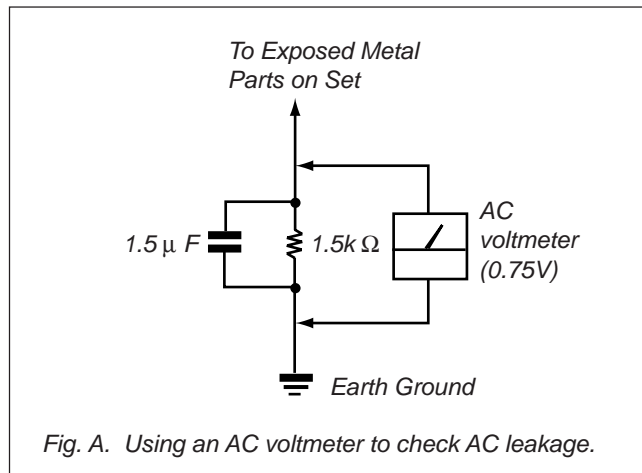 To Exposed Metal
Parts on Set
1.5 μ F
1.5k Ω
AC
voltmeter
(0.75V)
Earth Ground
Fig. A. Using an AC voltmeter to check AC leakage.